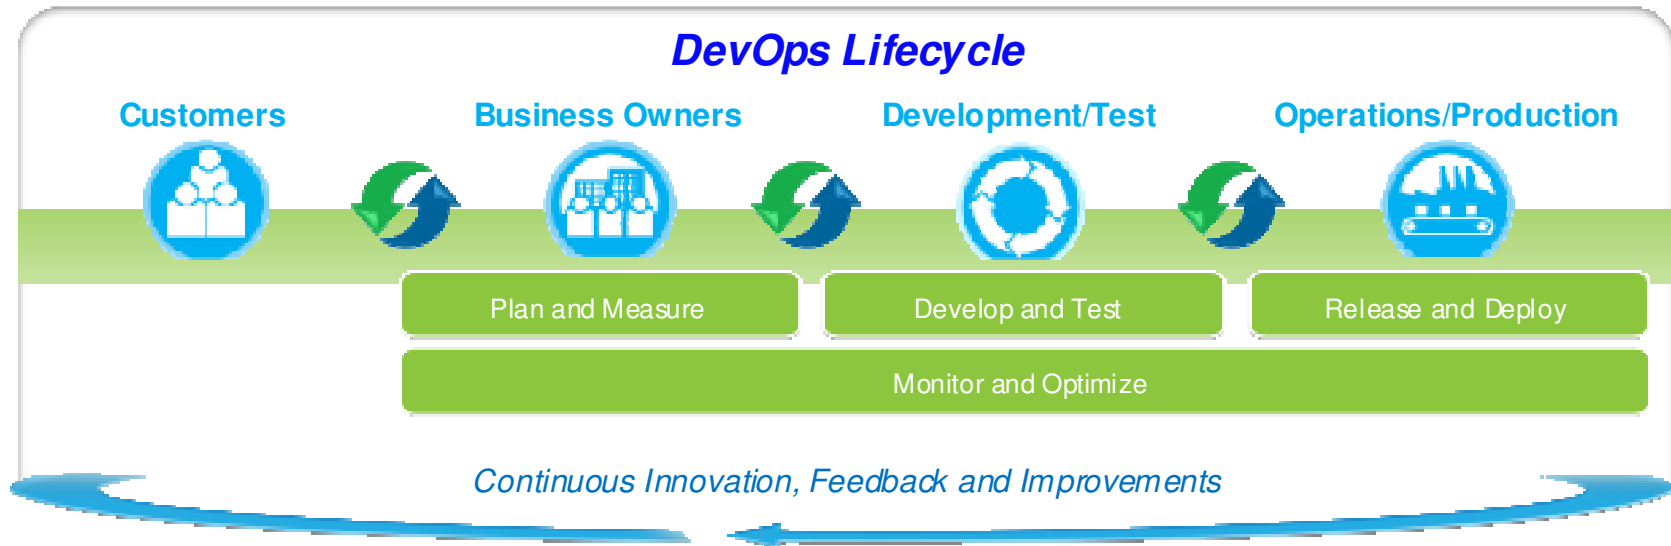 DevOps Lifecycle
Customers
Business Owners
Development/Test
Operations/Production
Plan and Measure
Develop and Test
Release and Deploy
Monitor and Optimize
Continuous Innovation, Feedback and Improvements